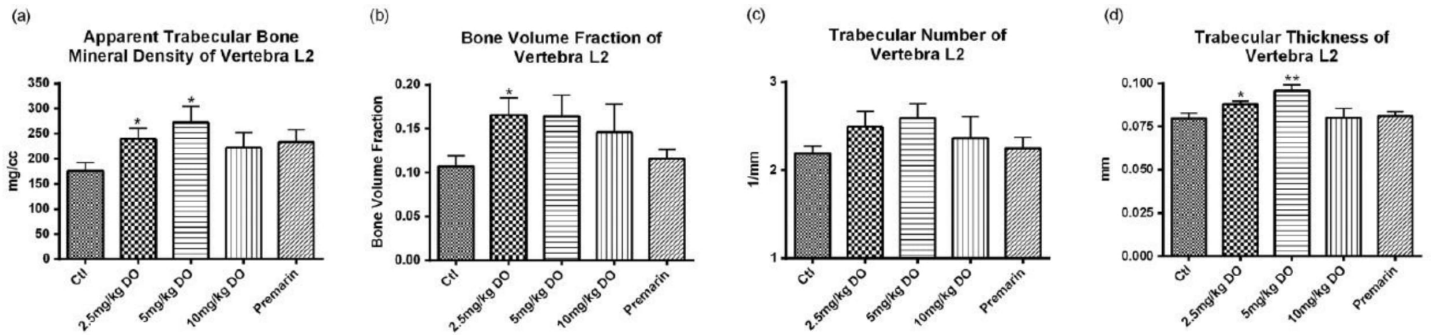 (a)
Apparent Trabecular Bone
Mineral Density of Vertebra L2
350
300
250
200
150
100
50
0
mg/cc
*
*
Ctl
2.5mg/kg DO
5mg/kg DO
10mg/kg DO
Premarin
(b)
Bone Volume Fraction of
Vertebra L2
0.20
0.15
0.10
0.05
0.00
Bone Volume Fraction
*
Ctl
2.5mg/kg DO
5mg/kg DO
10mg/kg DO
Premarin
(c)
Trabecular Number of
Vertebra L2
3
2
1
1/mm
Ctl
2.5mg/kg DO
5mg/kg DO
10mg/kg DO
Premarin
(d)
Trabecular Thickness of
Vertebra L2
0.100
0.075
0.050
0.025
0.000
mm
*
**
Ctl
2.5mg/kg DO
5mg/kg DO
10mg/kg DO
Premarin